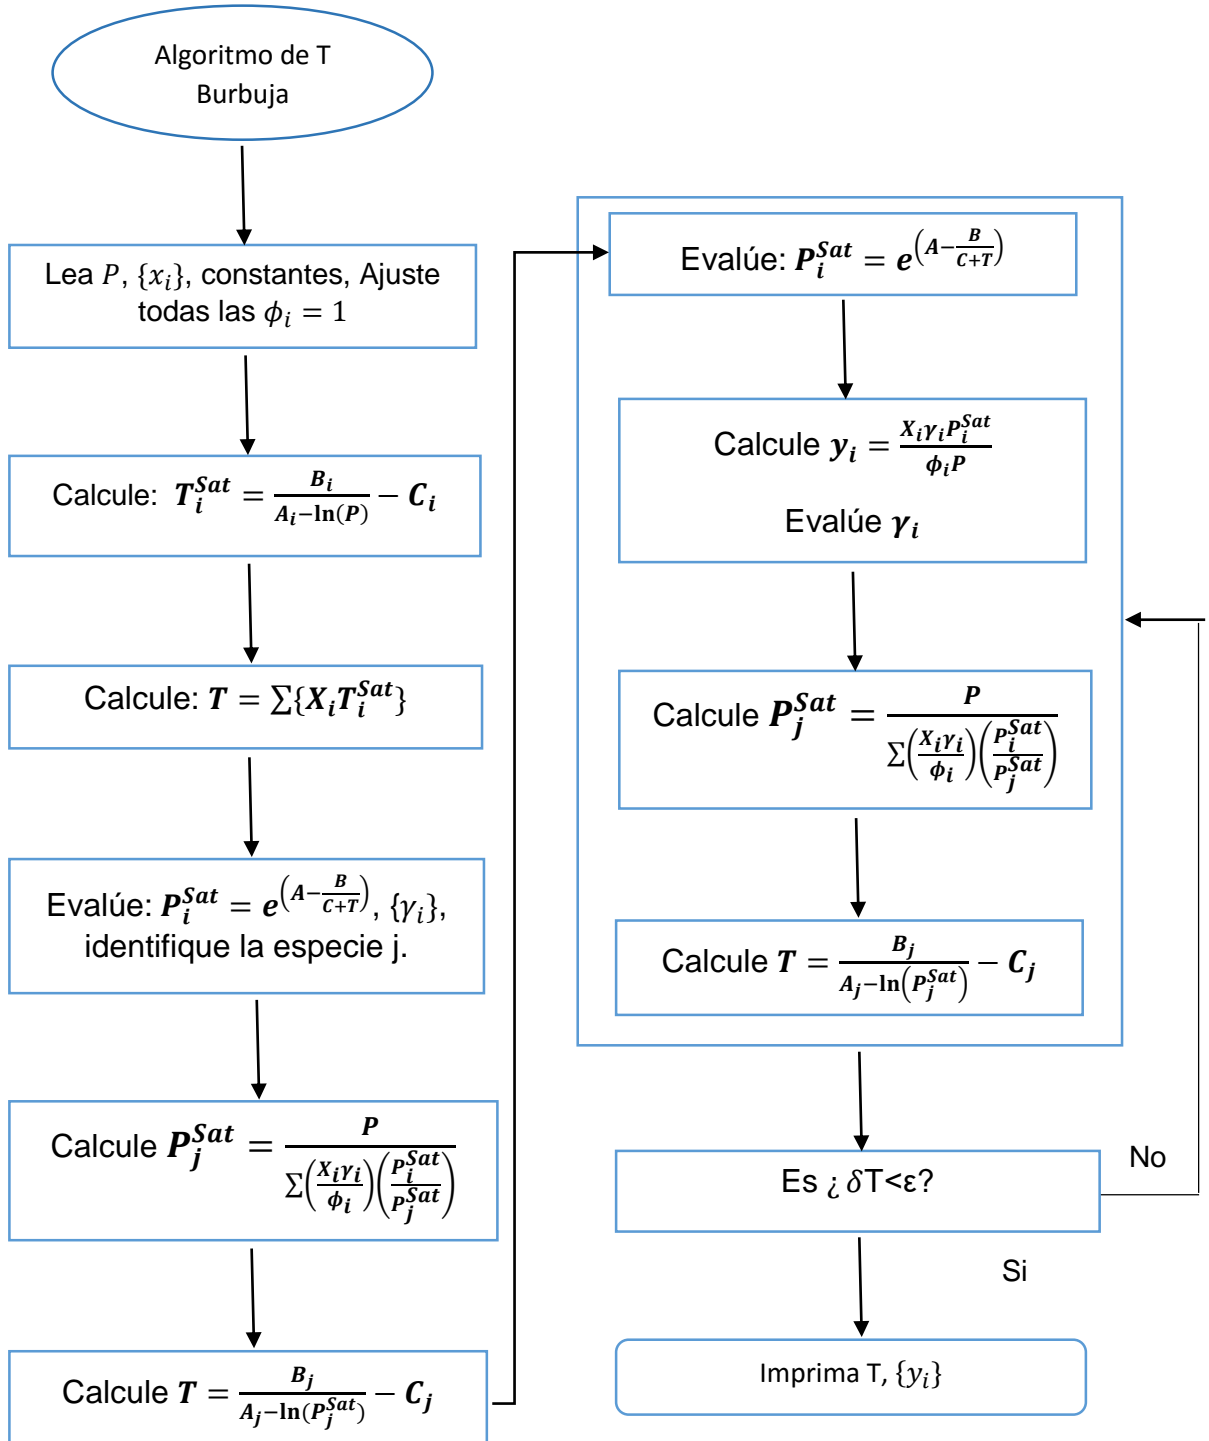 Algoritmo de T
Burbuja
Lea P, {x_i}, constantes, Ajuste
todas las ϕ_i = 1
Calcule: T_i^Sat = B_i/(A_i−ln(P)) − C_i
Calcule: T = ∑{X_i T_i^Sat}
Evalúe: P_i^Sat = e^(A−B/(C+T)), {γ_i},
identifique la especie j.
Calcule P_j^Sat = P/(∑(X_iγ_i/ϕ_i)(P_i^Sat/P_j^Sat))
Calcule T = B_j/(A_j−ln(P_j^Sat)) − C_j
Evalúe: P_i^Sat = e^(A−B/(C+T))
Calcule y_i = X_iγ_iP_i^Sat/(ϕ_iP)
Evalúe γ_i
Calcule P_j^Sat = P/(∑(X_iγ_i/ϕ_i)(P_i^Sat/P_j^Sat))
Calcule T = B_j/(A_j−ln(P_j^Sat)) − C_j
Es ¿ δT<ε?
No
Si
Imprima T, {y_i}